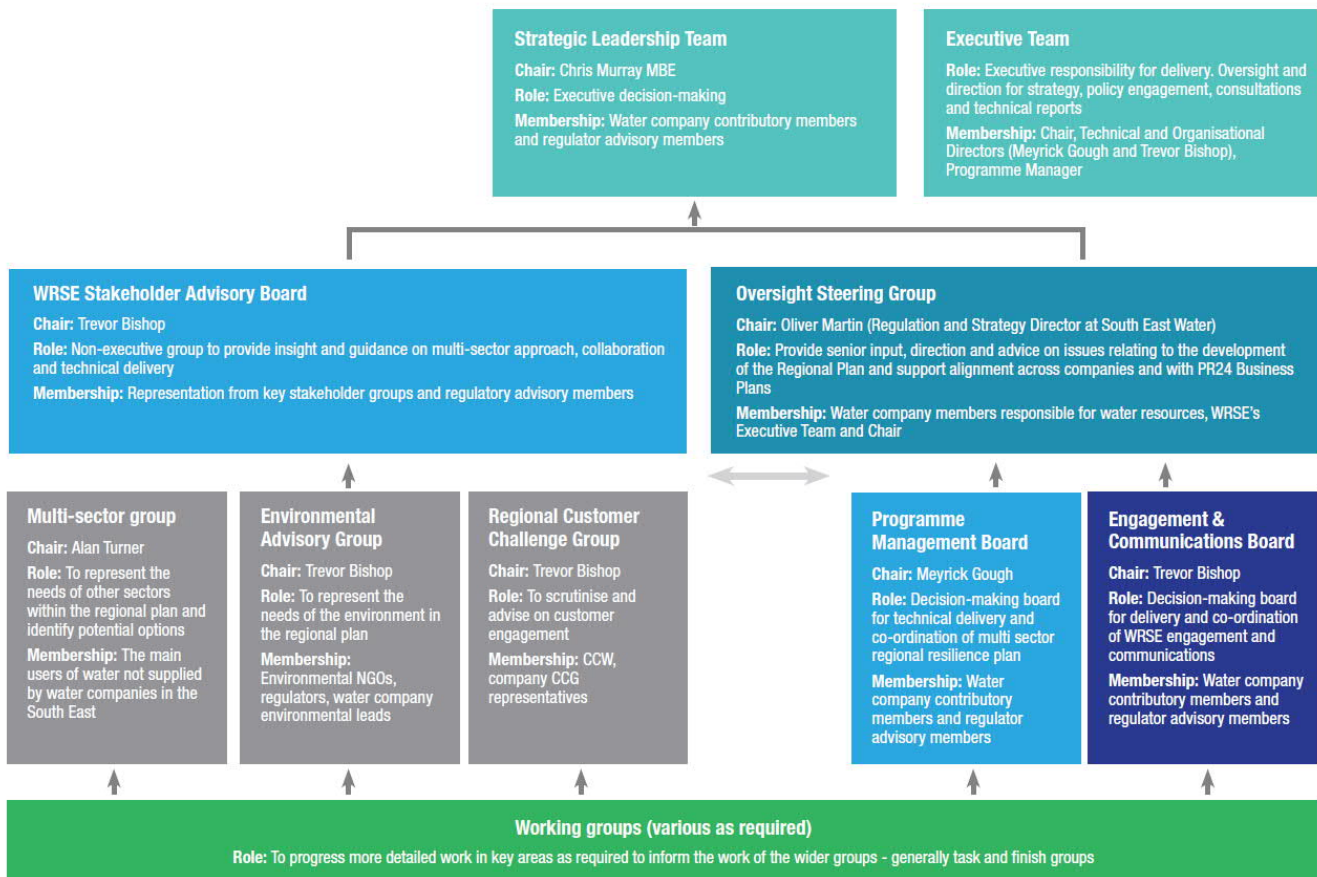 Strategic Leadership Team
Chair: Chris Murray MBE
Role: Executive decision-making
Membership: Water company contributory members
and regulator advisory members
Executive Team
Role: Executive responsibility for delivery. Oversight and
direction for strategy, policy engagement, consultations
and technical reports
Membership: Chair, Technical and Organisational
Directors (Meyrick Gough and Trevor Bishop),
Programme Manager
WRSE Stakeholder Advisory Board
Chair: Trevor Bishop
Role: Non-executive group to provide insight and guidance on multi-sector approach, collaboration
and technical delivery
Membership: Representation from key stakeholder groups and regulatory advisory members
Oversight Steering Group
Chair: Oliver Martin (Regulation and Strategy Director at South East Water)
Role: Provide senior input, direction and advice on issues relating to the development
of the Regional Plan and support alignment across companies and with PR24 Business
Plans
Membership: Water company members responsible for water resources, WRSE's
Executive Team and Chair
Multi-sector group
Chair: Alan Turner
Role: To represent the
needs of other sectors
within the regional plan and
identify potential options
Membership: The main
users of water not supplied
by water companies in the
South East
Environmental
Advisory Group
Chair: Trevor Bishop
Role: To represent the
needs of the environment in
the regional plan
Membership:
Environmental NGOs,
regulators, water company
environmental leads
Regional Customer
Challenge Group
Chair: Trevor Bishop
Role: To scrutinise and
advise on customer
engagement
Membership: CCW,
company CCG
representatives
Programme
Management Board
Chair: Meyrick Gough
Role: Decision-making board
for technical delivery and
co-ordination of multi sector
regional resilience plan
Membership: Water
company contributory
members and regulator
advisory members
Engagement &
Communications Board
Chair: Trevor Bishop
Role: Decision-making board
for delivery and co-ordination
of WRSE engagement and
communications
Membership: Water company
contributory members and
regulator advisory members
Working groups (various as required)
Role: To progress more detailed work in key areas as required to inform the work of the wider groups - generally task and finish groups